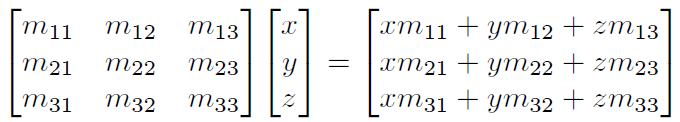 m₁₁ m₁₂ m₁₃ x xm₁₁ + ym₁₂ + zm₁₃
m₂₁ m₂₂ m₂₃ y = xm₂₁ + ym₂₂ + zm₂₃
m₃₁ m₃₂ m₃₃ z xm₃₁ + ym₃₂ + zm₃₃